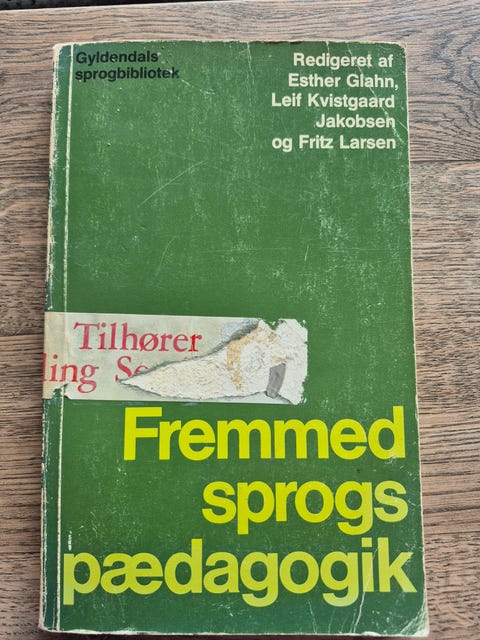 Gyldendals
sprogbibliotek
Redigeret af
Esther Glahn,
Leif Kvistgaard
Jakobsen
og Fritz Larsen
Tilhører
Fremmed
sprogs
pædagogik